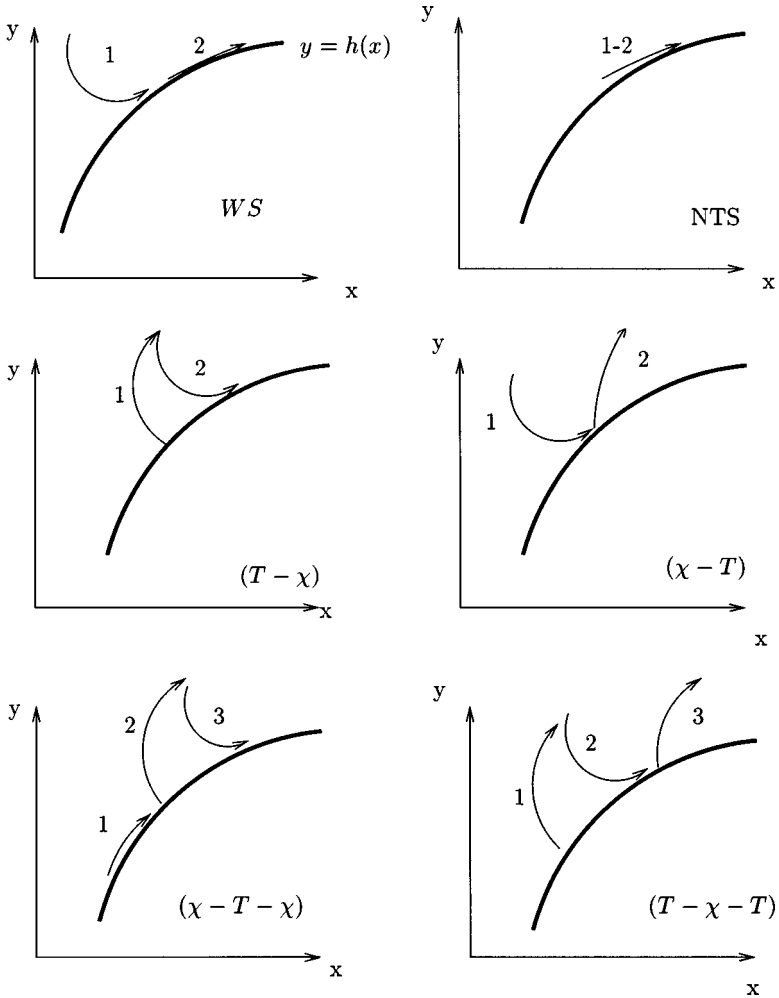 y
1
2
y = h(x)
WS
x
y
1-2
NTS
x
y
1
2
(T − χ)
x
y
1
2
(χ − T)
x
y
1
2
3
(χ − T − χ)
x
y
1
2
3
(T − χ − T)
x